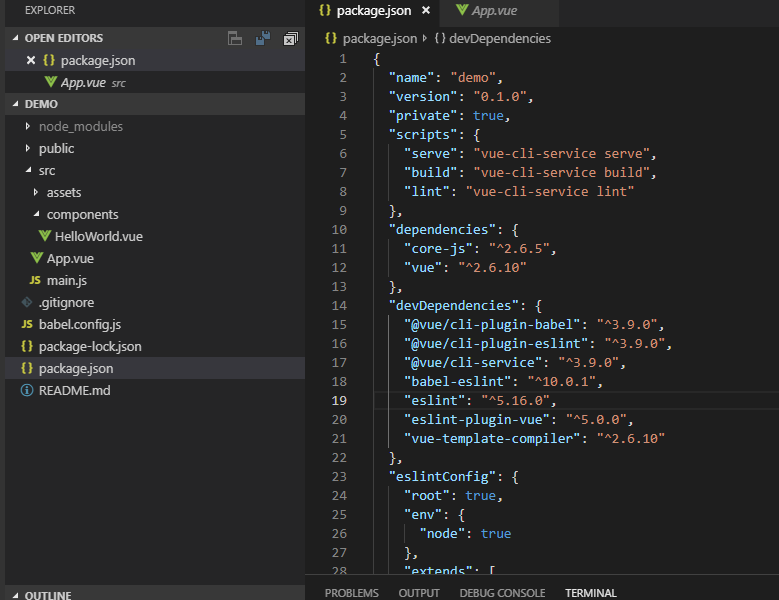 EXPLORER
OPEN EDITORS
package.json
App.vue src
DEMO
node_modules
public
src
assets
components
HelloWorld.vue
App.vue
JS main.js
.gitignore
JS babel.config.js
{} package-lock.json
{} package.json
README.md
OUTLINE
{} package.json
App.vue
{} package.json {} devDependencies
1 {
2 "name": "demo",
3 "version": "0.1.0",
4 "private": true,
5 "scripts": {
6 "serve": "vue-cli-service serve",
7 "build": "vue-cli-service build",
8 "lint": "vue-cli-service lint"
9 },
10 "dependencies": {
11 "core-js": "^2.6.5",
12 "vue": "^2.6.10"
13 },
14 "devDependencies": {
15 "@vue/cli-plugin-babel": "^3.9.0",
16 "@vue/cli-plugin-eslint": "^3.9.0",
17 "@vue/cli-service": "^3.9.0",
18 "babel-eslint": "^10.0.1",
19 "eslint": "^5.16.0",
20 "eslint-plugin-vue": "^5.0.0",
21 "vue-template-compiler": "^2.6.10"
22 },
23 "eslintConfig": {
24 "root": true,
25 "env": {
26 "node": true
27 },
28 "extends": [
PROBLEMS OUTPUT DEBUG CONSOLE TERMINAL